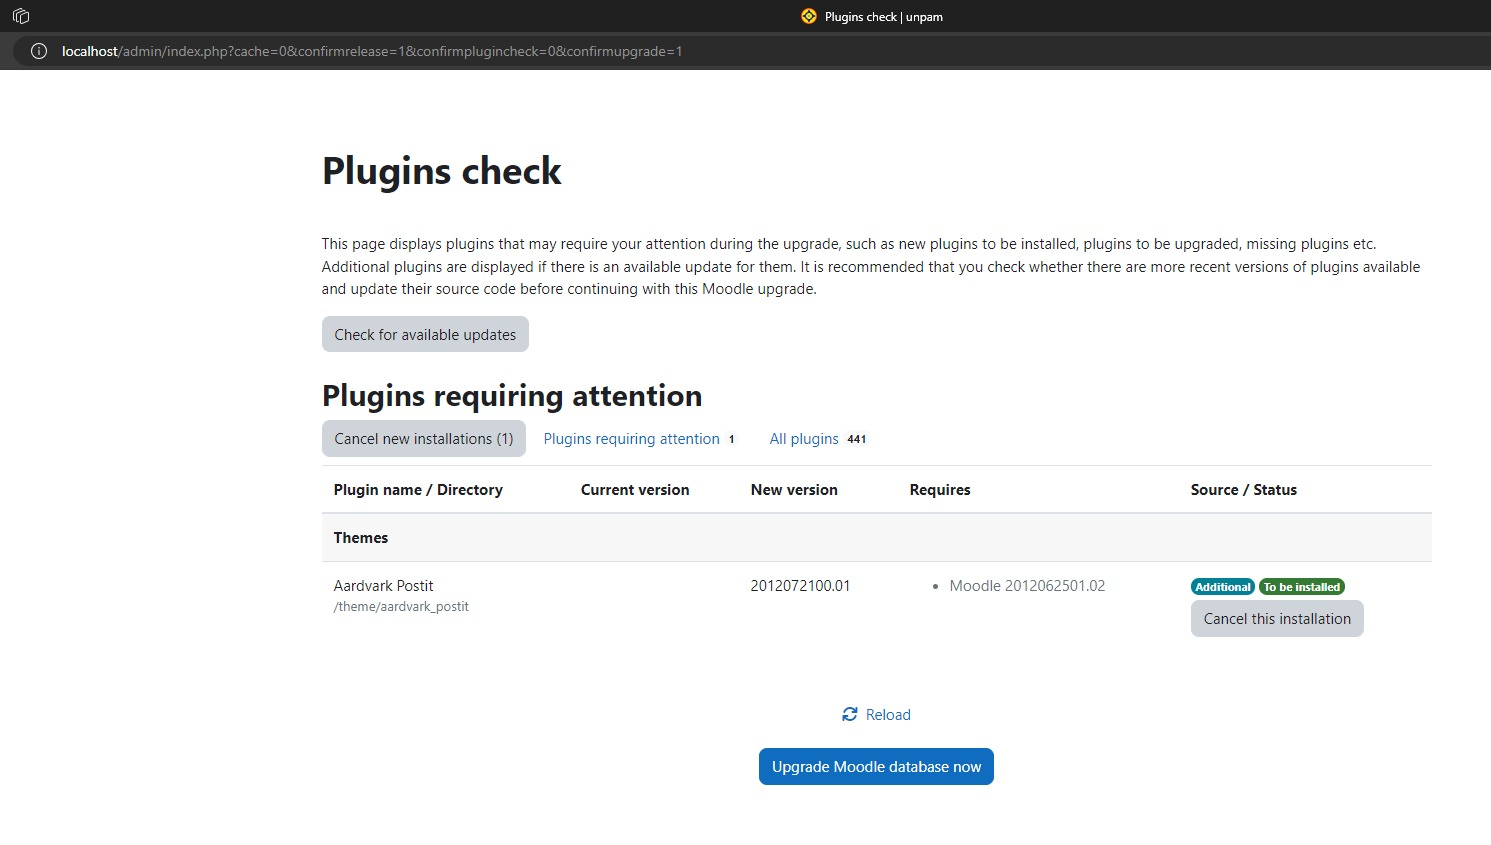 Plugins check | unpam
localhost/admin/index.php?cache=0&confirmrelease=1&confirmplugincheck=0&confirmupgrade=1
Plugins check
This page displays plugins that may require your attention during the upgrade, such as new plugins to be installed, plugins to be upgraded, missing plugins etc.
Additional plugins are displayed if there is an available update for them. It is recommended that you check whether there are more recent versions of plugins available
and update their source code before continuing with this Moodle upgrade.
Check for available updates
Plugins requiring attention
Cancel new installations (1) Plugins requiring attention 1 All plugins 441
Plugin name / Directory Current version New version Requires Source / Status
Themes
Aardvark Postit 2012072100.01 • Moodle 2012062501.02 Additional To be installed
/theme/aardvark_postit
Cancel this installation
Reload
Upgrade Moodle database now